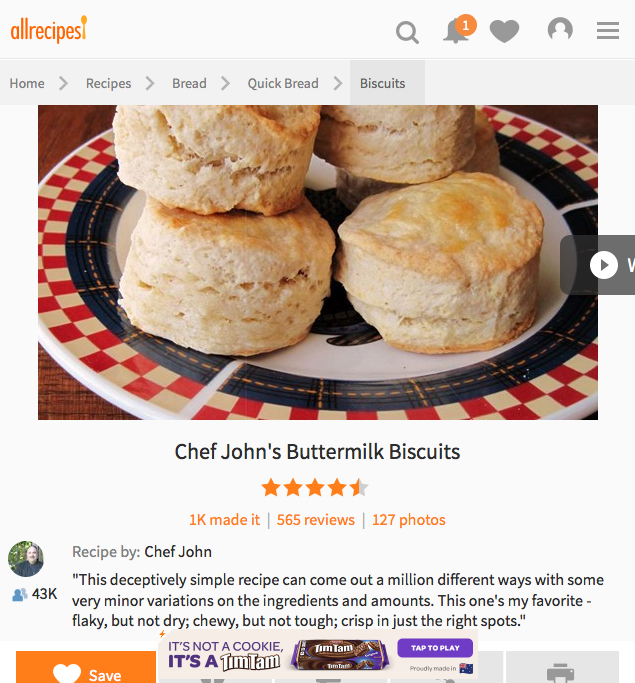 allrecipes
1
Home Recipes Bread Quick Bread Biscuits
W
Chef John's Buttermilk Biscuits
1K made it | 565 reviews | 127 photos
Recipe by: Chef John
43K
"This deceptively simple recipe can come out a million different ways with some
very minor variations on the ingredients and amounts. This one's my favorite -
flaky, but not dry; chewy, but not tough; crisp in just the right spots."
IT'S NOT A COOKIE,
IT'S A TimTam
TimTam
TimTam
TAP TO PLAY
Proudly made in
Save